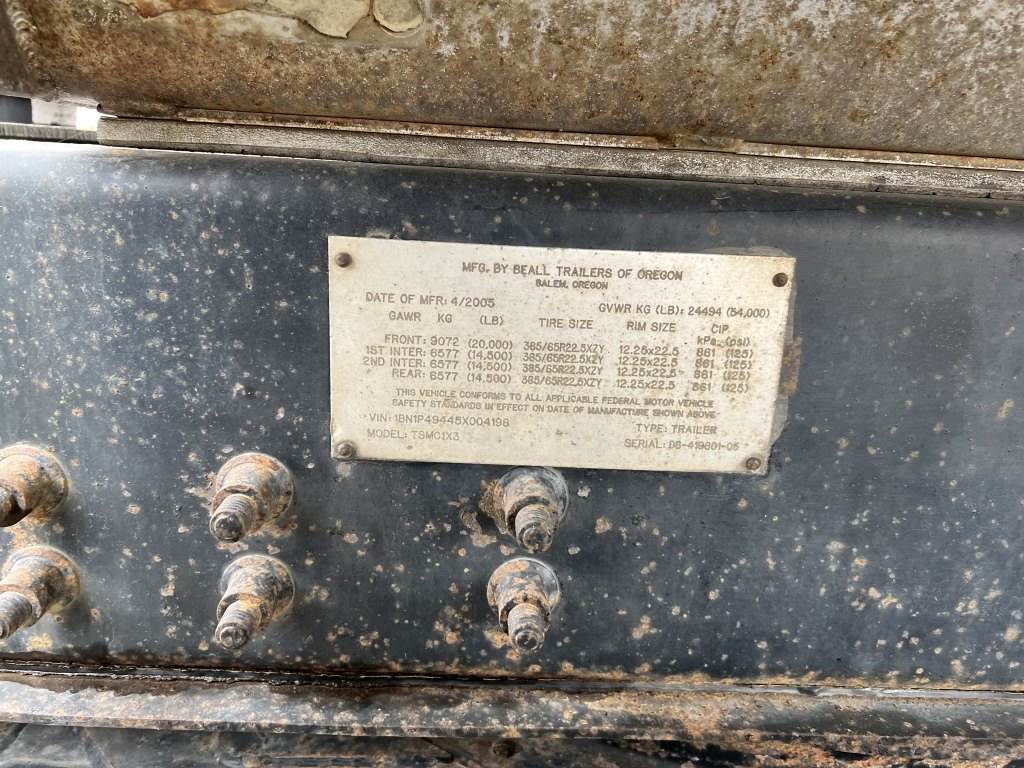 MFG. BY BEALL TRAILERS OF OREGON
SALEM, OREGON
DATE OF MFR: 4/2005 GVWR KG (LB): 24494 (54,000)
GAWR KG (LB) TIRE SIZE RIM SIZE CIP
kPa (psi)
FRONT: 9072 (20,000) 385/65R22.5XZY 12.25x22.5 861 (125)
1ST INTER: 6577 (14,500) 385/65R22.5XZY 12.25x22.5 861 (125)
2ND INTER: 6577 (14,500) 385/65R22.5XZY 12.25x22.5 861 (125)
REAR: 6577 (14,500) 385/65R22.5XZY 12.25x22.5 861 (125)
THIS VEHICLE CONFORMS TO ALL APPLICABLE FEDERAL MOTOR VEHICLE
SAFETY STANDARDS IN EFFECT ON DATE OF MANUFACTURE SHOWN ABOVE
VIN: 1BN1P49445X004198 TYPE: TRAILER
MODEL: TSMC1X3 SERIAL: DB-419801-05